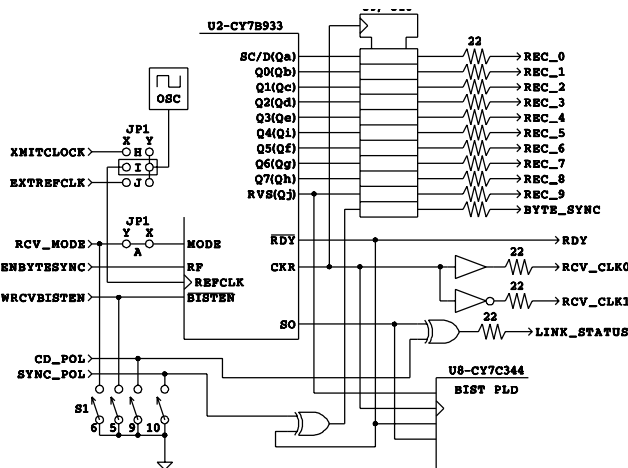 U2-CY7B933
22
SC/D(Qa) REC_0
Q0(Qb) REC_1
Q1(Qc) REC_2
Q2(Qd) REC_3
Q3(Qe) REC_4
Q4(Qi) REC_5
Q5(Qf) REC_6
Q6(Qg) REC_7
Q7(Qh) REC_8
RVS(Qj) REC_9
BYTE_SYNC
OSC
JP1
X Y
XMITCLOCK H
I
EXTREFCLK J
JP1
Y X
RCV_MODE A MODE
RDY RDY
ENBYTESYNC RF CKR
22
RCV_CLK0
REFCLK
WRCVBISTEN BISTEN
22
RCV_CLK1
SO
22
LINK_STATUS
CD_POL
SYNC_POL
U8-CY7C344
BIST PLD
S1
6 5 9 10